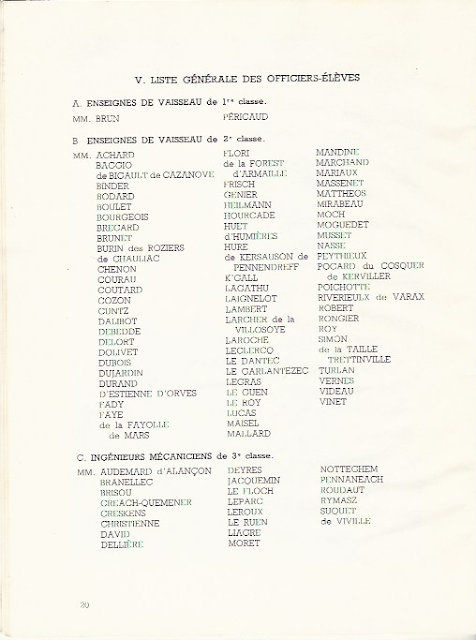 V. LISTE GÉNÉRALE DES OFFICIERS-ÉLÈVES
A. ENSEIGNES DE VAISSEAU de 1re classe.
MM. BRUN
PÉRICAUD
B ENSEIGNES DE VAISSEAU de 2e classe.
MM. ACHARD
BAGGIO
de BIGAULT de CAZANOVE
BINDER
BODARD
BOULET
BOURGEOIS
BRECARD
BRUNET
BURIN des ROZIERS
de CHAULIAC
CHENON
COURAU
COUTARD
COZON
CUNTZ
DALIBOT
DEBEDDE
DELORT
DOLIVET
DUBOIS
DUJARDIN
DURAND
D'ESTIENNE D'ORVES
FADY
FAYE
de la FAYOLLE
de MARS
FLORI
de la FOREST
d'ARMAILLE
FRISCH
GENIER
HEILMANN
HOURCADE
HUET
d'HUMIÈRES
HURE
de KERSAUSON de
PENNENDREFF
K'GALL
LAGATHU
LAIGNELOT
LAMBERT
LARCHER de la
VILLOSOYE
LAROCHE
LECLERCQ
LE DANTEC
LE GARLANTEZEC
LEGRAS
LE GUEN
LE ROY
LUCAS
MAISEL
MALLARD
MANDINE
MARCHAND
MARIAUX
MASSENET
MATTHEOS
MIRABEAU
MOCH
MOGUEDET
MUSSET
NAISSE
PEYTHIEUX
POCARD du COSQUER
de KERVILLER
POICHOTTE
RIVERIEULX de VARAX
ROBERT
RONGIER
ROY
SIMON
de la TAILLE
TRETTINVILLE
TURLAN
VERNES
VIDEAU
VINET
C. INGÉNIEURS MÉCANICIENS de 3e classe.
MM. AUDEMARD d'ALANÇON
BRANELLEC
BRISOU
CREACH-QUEMENER
CRESKENS
CHRISTIENNE
DAVID
DELLIÈRE
DEYRES
JACQUEMIN
LE FLOCH
LEPARC
LEROUX
LE RUEN
LIACRE
MORET
NOTTEGHEM
PENNANEACH
ROUDAUT
RYMASZ
SUQUET
de VIVILLE
20